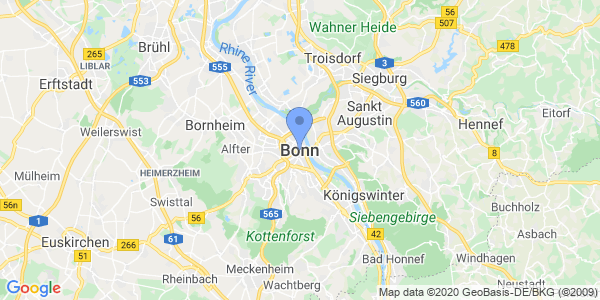 56
Wahner Heide
507
Brühl
265
LIBLAR
Rhine River
Troisdorf
478
555
3
Siegburg
Erftstadt
553
Sankt
Augustin
560
Eitorf
Hennef
Bornheim
Weilerswist
Alfter
Bonn
8
HEIMERZHEIM
Mülheim
Königswinter
Swisttal
56n
56
565
Siebengebirge
Buchholz
1
61
42
Asbach
Euskirchen
266
Kottenforst
51
Bad Honnef
Windhagen
Meckenheim
Rheinbach
Wachtberg
Neustadt
Google
Map data ©2020 GeoBasis-DE/BKG (©2009)